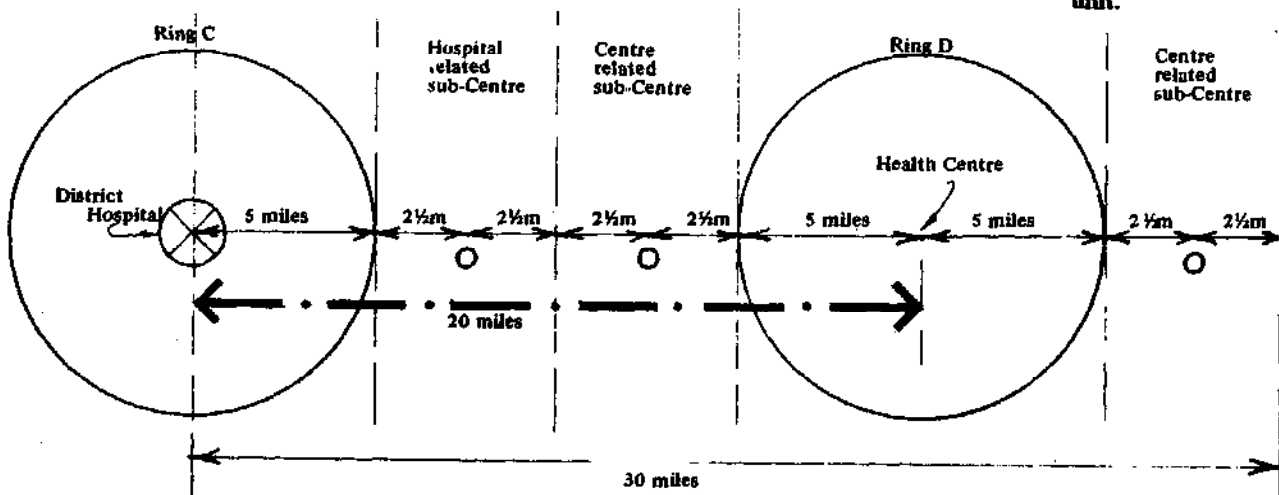 unit.
Ring C
Hospital
related
sub-Centre
Centre
related
sub-Centre
Ring D
Centre
related
sub-Centre
Health Centre
District
Hospital
5 miles
2½m
2½m
2½m
2½m
5 miles
5 miles
2½m
2½m
20 miles
30 miles